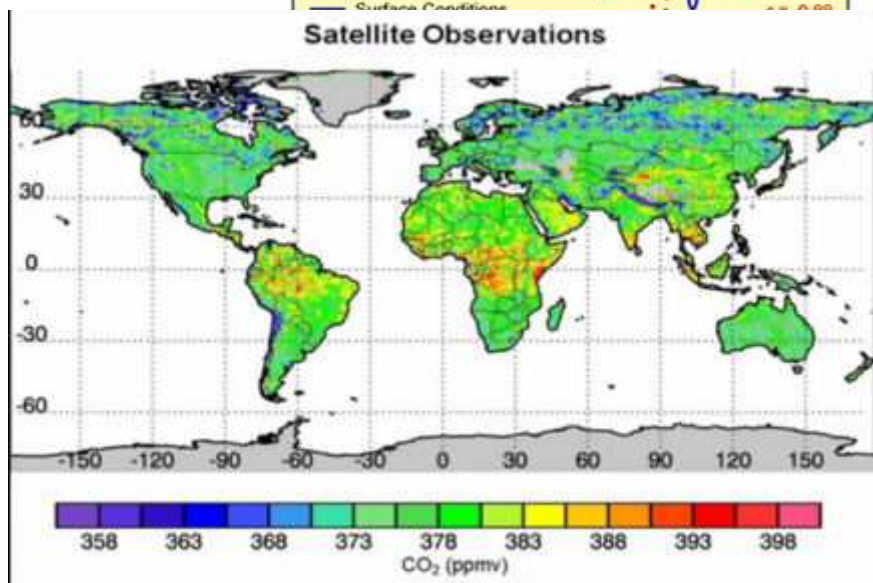 Surface Conditions
Satellite Observations
60
30
0
-30
-60
-150 -120 -90 -60 -30 0 30 60 90 120 150
358 363 368 373 378 383 388 393 398
CO₂ (ppmv)